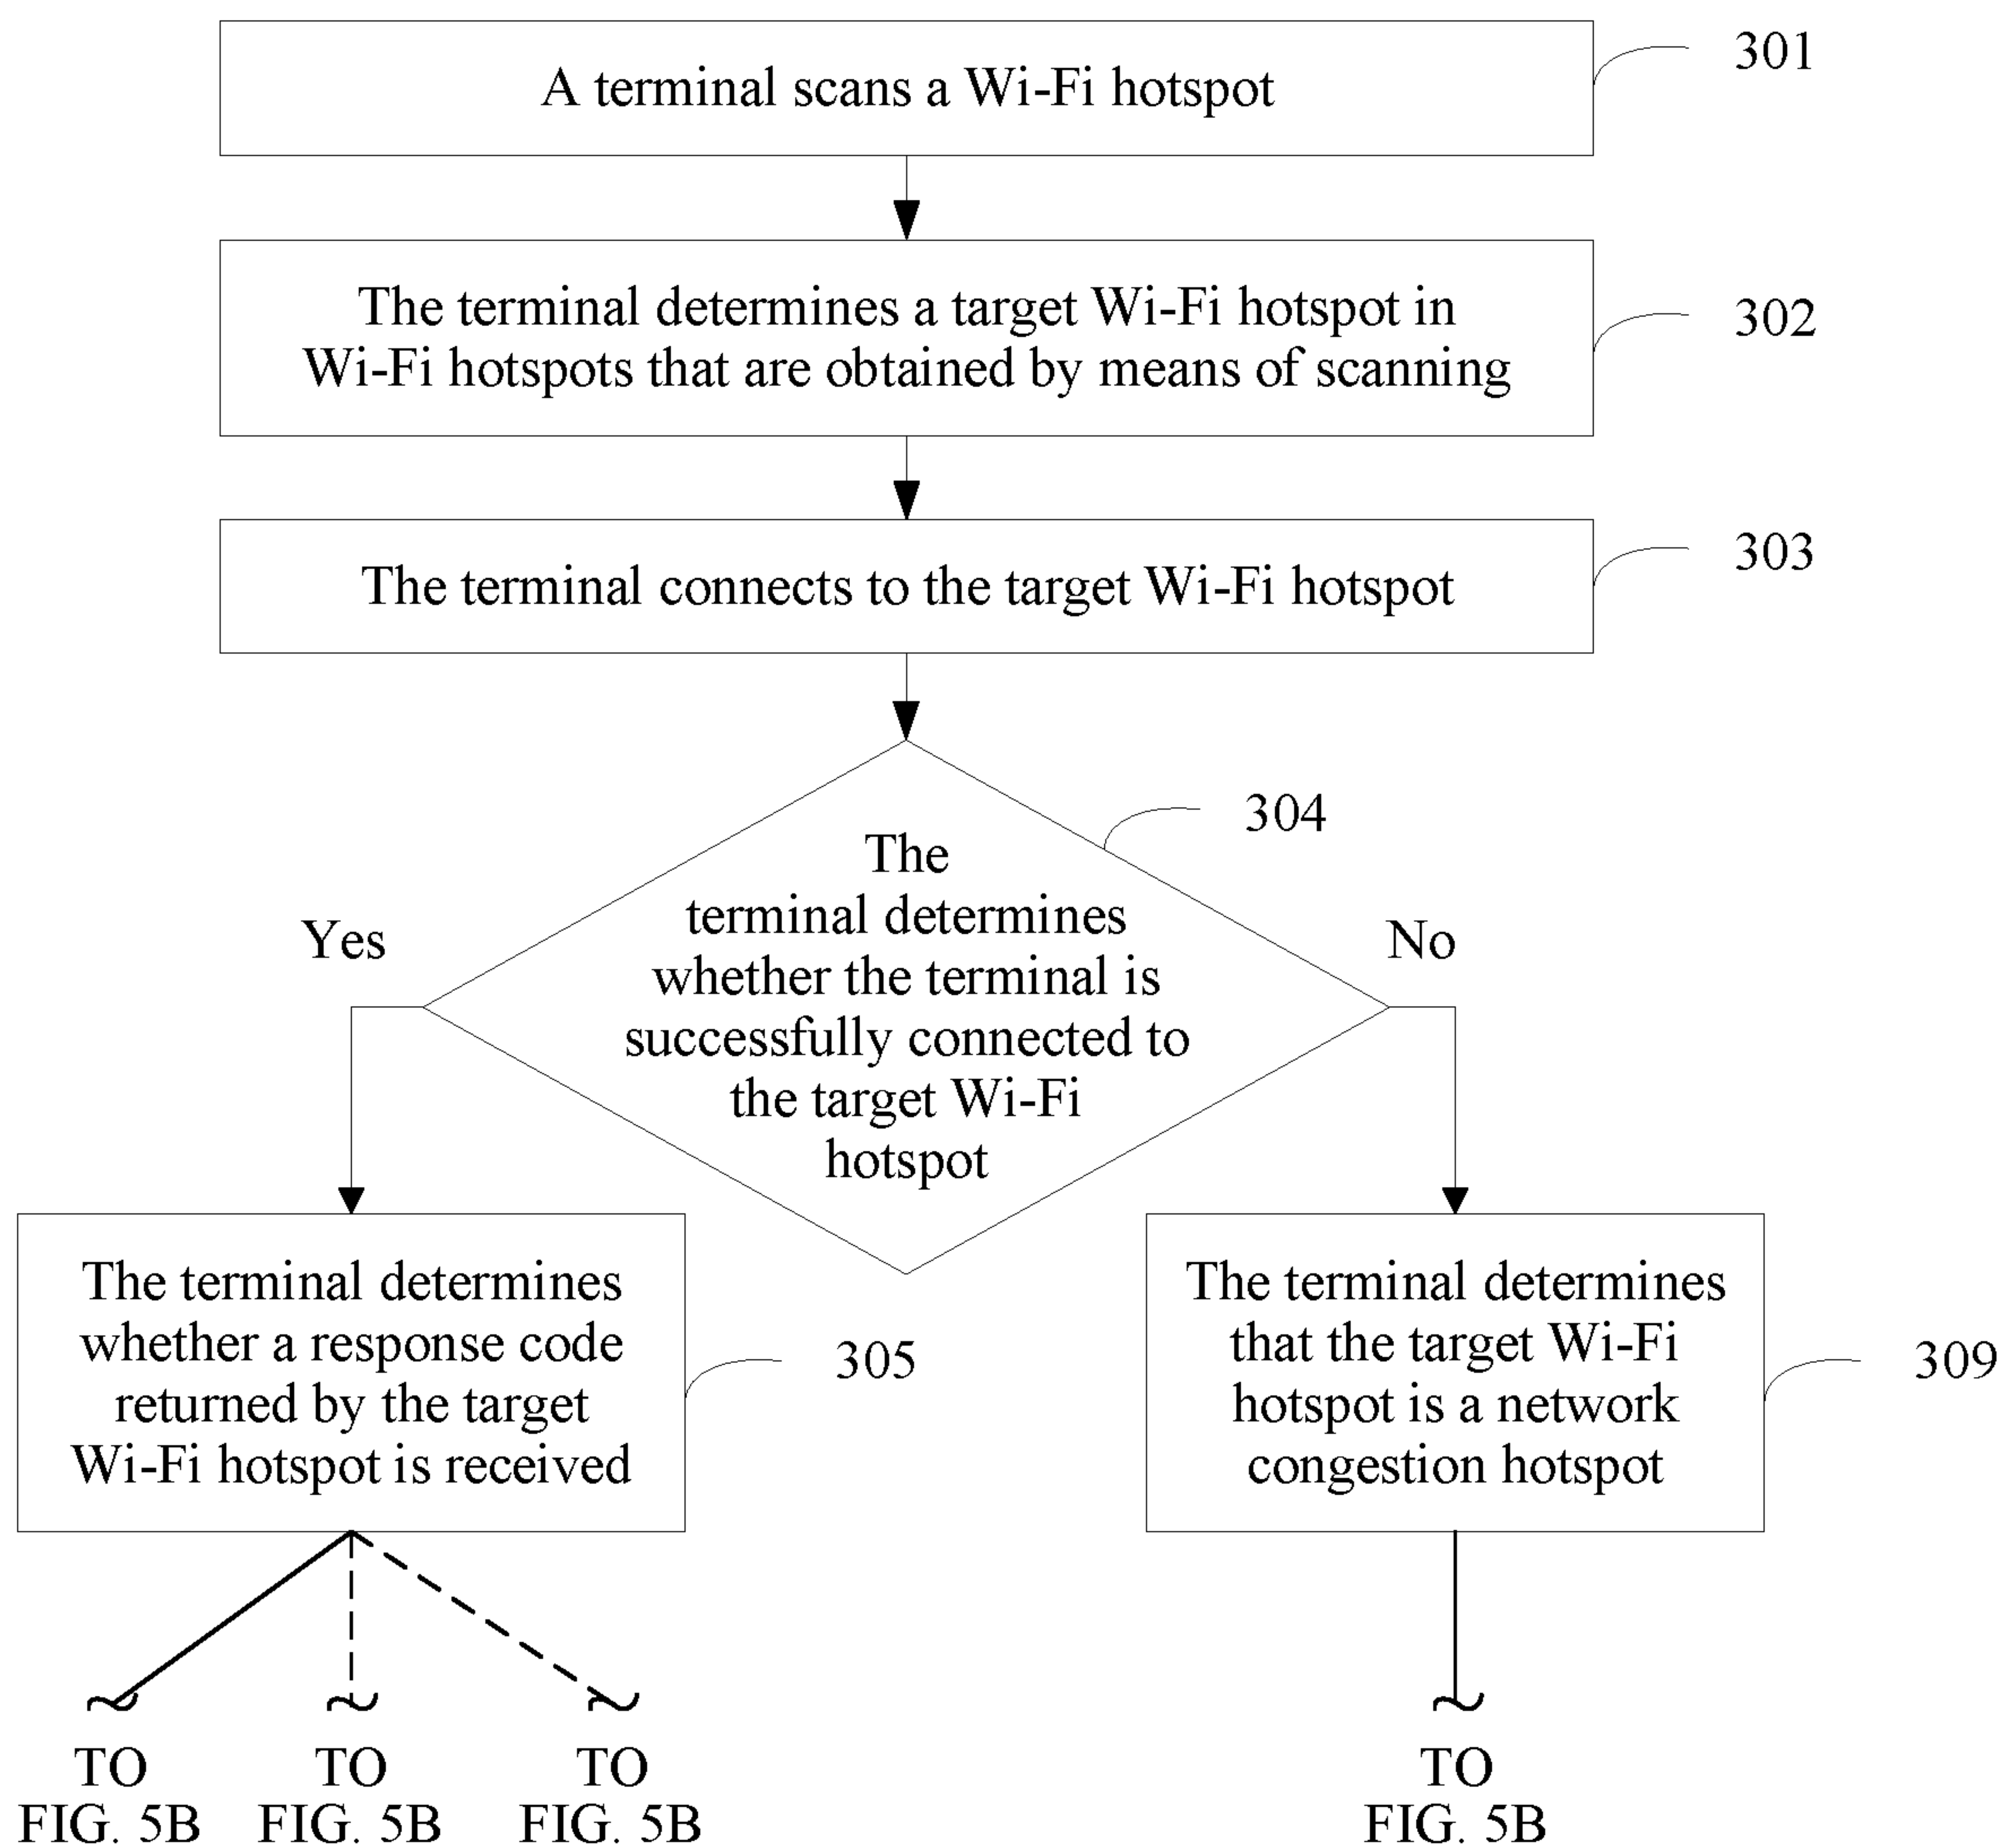 A terminal scans a Wi-Fi hotspot
301
The terminal determines a target Wi-Fi hotspot in
Wi-Fi hotspots that are obtained by means of scanning
302
The terminal connects to the target Wi-Fi hotspot
303
304
The
terminal determines
whether the terminal is
successfully connected to
the target Wi-Fi
hotspot
Yes
No
The terminal determines
whether a response code
returned by the target
Wi-Fi hotspot is received
305
The terminal determines
that the target Wi-Fi
hotspot is a network
congestion hotspot
309
TO
FIG. 5B
TO
FIG. 5B
TO
FIG. 5B
TO
FIG. 5B